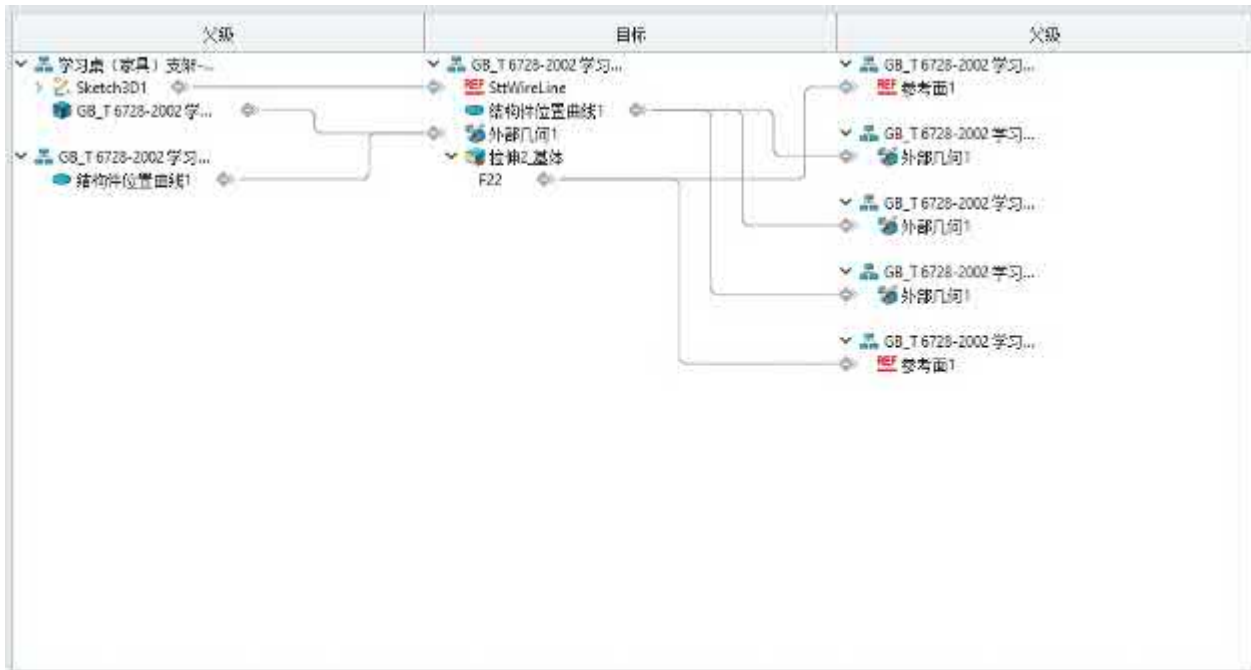 父级
目标
父级
学习桌（家具）支架-...
Sketch3D1
GB_T 6728-2002 学...
GB_T 6728-2002 学习...
结构件位置曲线1
GB_T 6728-2002 学习...
REF SttWireLine
结构件位置曲线1
外部几何1
拉伸2_基体
F22
GB_T 6728-2002 学习...
REF 参考面1
GB_T 6728-2002 学习...
外部几何1
GB_T 6728-2002 学习...
外部几何1
GB_T 6728-2002 学习...
外部几何1
GB_T 6728-2002 学习...
REF 参考面1